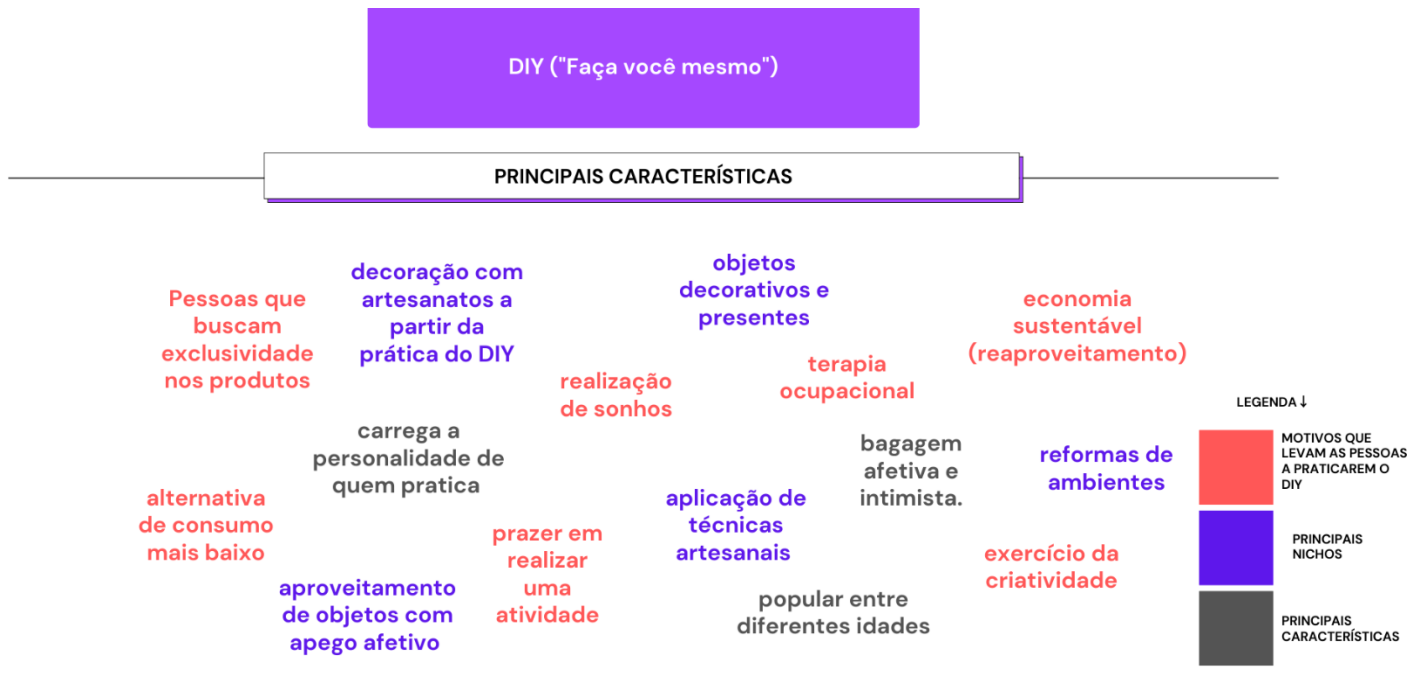 DIY ("Faça você mesmo")
PRINCIPAIS CARACTERÍSTICAS
Pessoas que
buscam
exclusividade
nos produtos
decoração com
artesanatos a
partir da
prática do DIY
objetos
decorativos e
presentes
economia
sustentável
(reaproveitamento)
realização
de sonhos
terapia
ocupacional
carrega a
personalidade de
quem pratica
bagagem
afetiva e
intimista.
reformas de
ambientes
alternativa
de consumo
mais baixo
prazer em
realizar
uma
atividade
aplicação de
técnicas
artesanais
exercício da
criatividade
aproveitamento
de objetos com
apego afetivo
popular entre
diferentes idades
LEGENDA↓
MOTIVOS QUE
LEVAM AS PESSOAS
A PRATICAREM O
DIY
PRINCIPAIS
NICHOS
PRINCIPAIS
CARACTERÍSTICAS